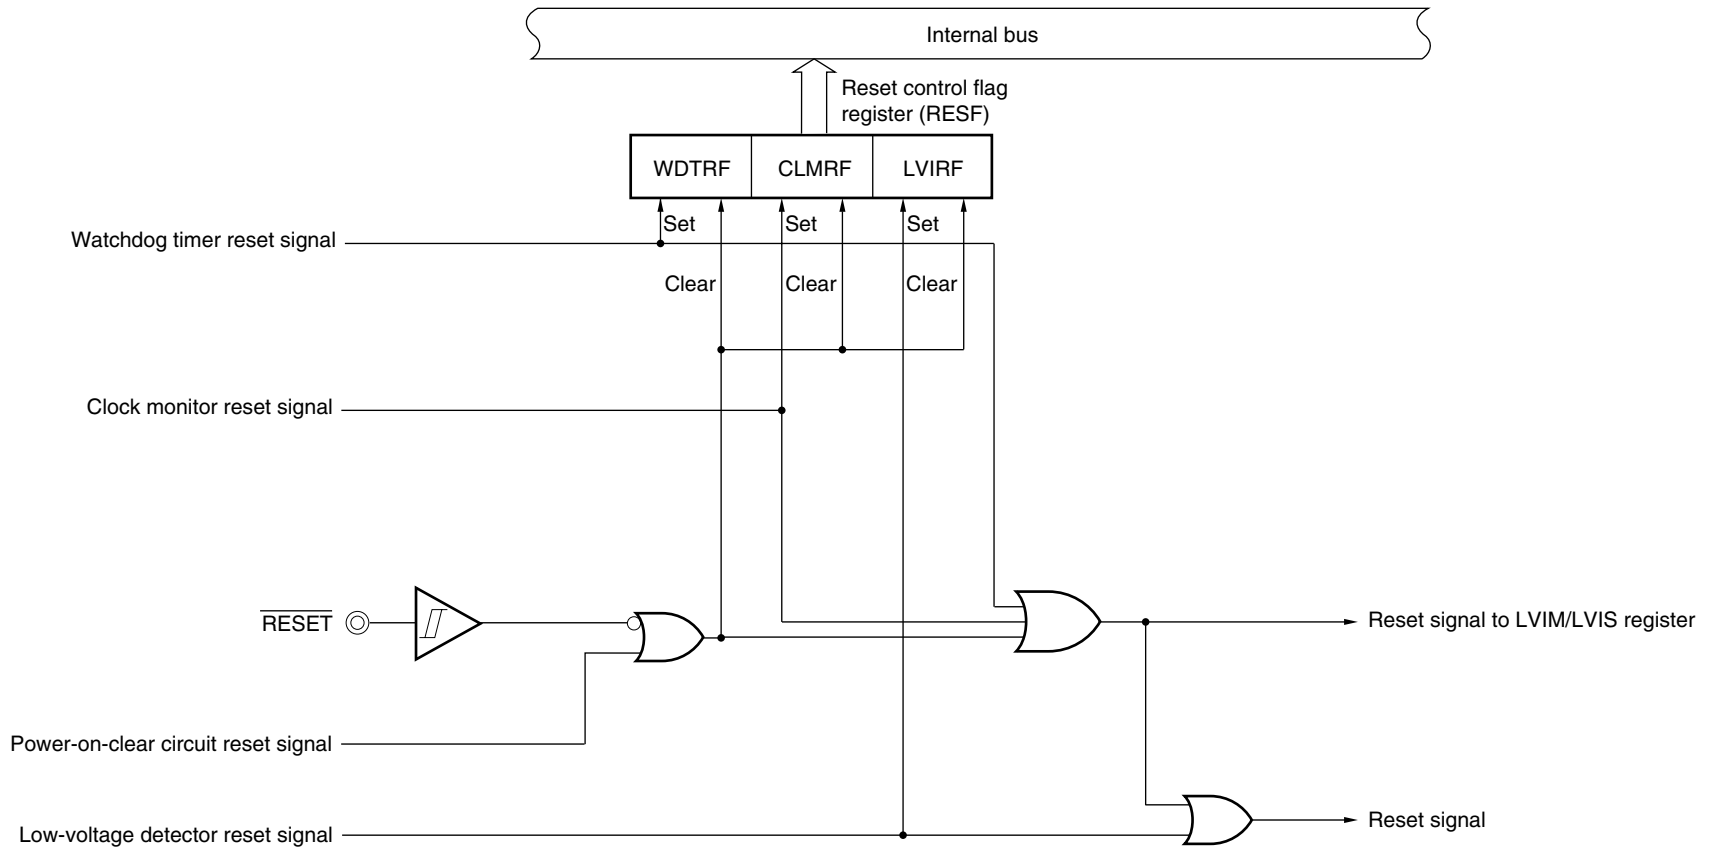 Internal bus
Reset control flag
register (RESF)
WDTRF
CLMRF
LVIRF
Set
Set
Set
Watchdog timer reset signal
Clear
Clear
Clear
Clock monitor reset signal
RESET
Reset signal to LVIM/LVIS register
Power-on-clear circuit reset signal
Reset signal
Low-voltage detector reset signal